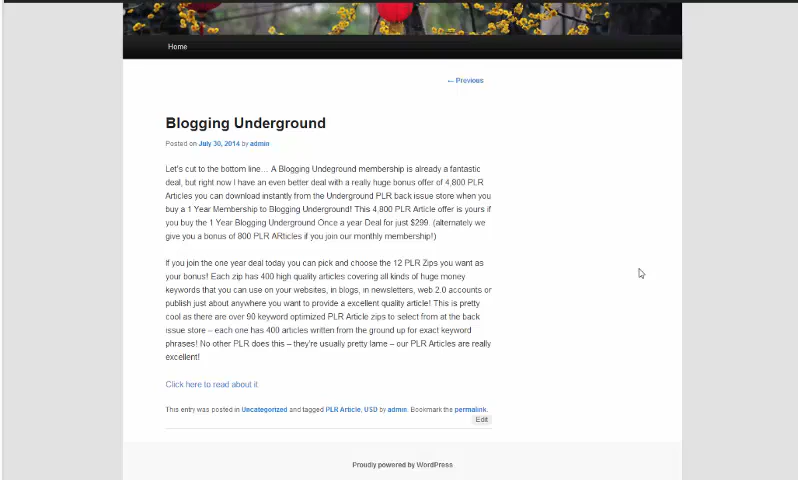 Home
← Previous
Blogging Underground
Posted on July 30, 2014 by admin
Let's cut to the bottom line… A Blogging Undeground membership is already a fantastic
deal, but right now I have an even better deal with a really huge bonus offer of 4,800 PLR
Articles you can download instantly from the Underground PLR back issue store when you
buy a 1 Year Membership to Blogging Underground! This 4 800 PLR Article offer is yours if
you buy the 1 Year Blogging Underground Once a year Deal for just $299. (alternately we
give you a bonus of 800 PLR ARticles if you join our monthly membership!)
If you join the one year deal today you can pick and choose the 12 PLR Zips you want as
your bonus! Each zip has 400 high quality articles covering all kinds of huge money
keywords that you can use on your websites, in blogs, in newsletters, web 2.0 accounts or
publish just about anywhere you want to provide a excellent quality article! This is pretty
cool as there are over 90 keyword optimized PLR Article zips to select from at the back
issue store – each one has 400 articles written from the ground up for exact keyword
phrases! No other PLR does this – they're usually pretty lame – our PLR Articles are really
excellent!
Click here to read about it
This entry was posted in Uncategorized and tagged PLR Article, USD by admin. Bookmark the permalink.
Edit
Proudly powered by WordPress